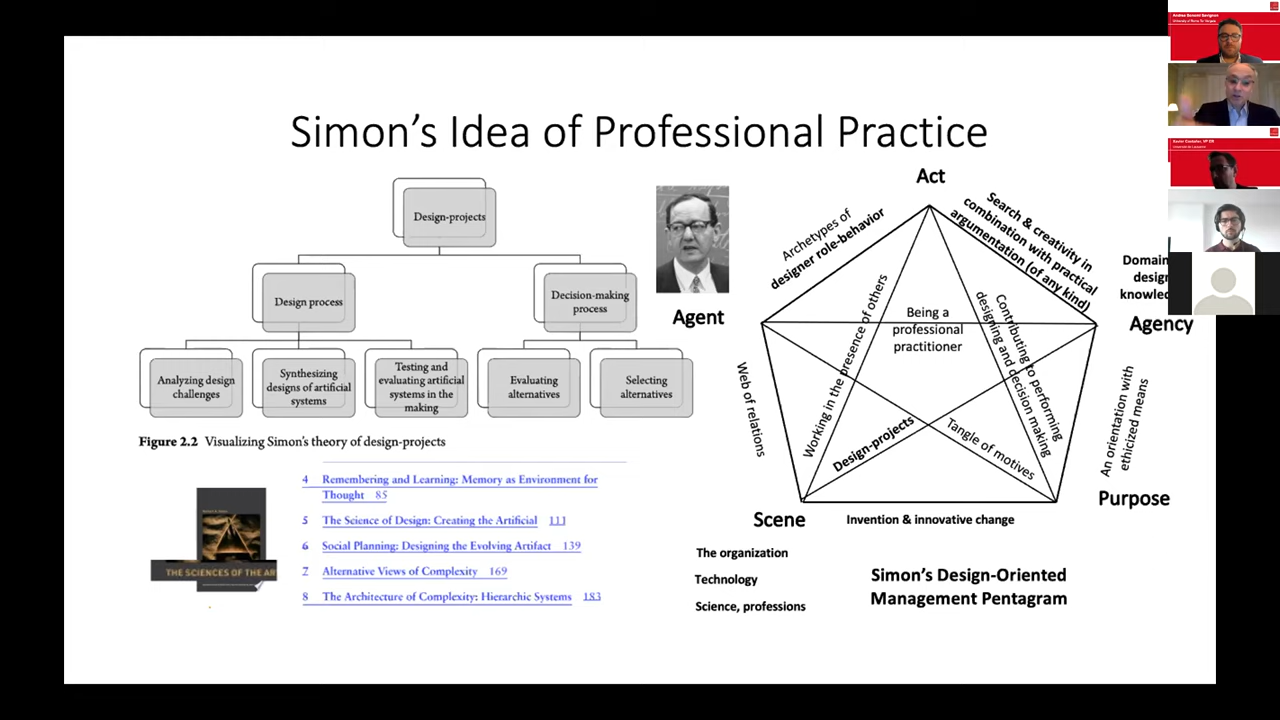 Simon's Idea of Professional Practice
Design-projects
Design process
Decision-making
process
Analyzing design
challenges
Synthesizing
designs of artificial
systems
Testing and
evaluating artificial
systems in the
making
Evaluating
alternatives
Selecting
alternatives
Figure 2.2 Visualizing Simon's theory of design-projects
4 Remembering and Learning: Memory as Environment for
Thought 85
5 The Science of Design: Creating the Artificial 111
6 Social Planning: Designing the Evolving Artifact 139
7 Alternative Views of Complexity 169
8 The Architecture of Complexity: Hierarchic Systems 183
THE SCIENCES OF THE AR
Agent
Act
Archetypes of
designer role-behavior
Search & creativity in
combination with practical
argumentation (of any kind)
Domain
design
Agency
Being a
professional
practitioner
Working in the presence of others
Contributing to performing
designing and decision making
Web of relations
Design-projects
Tangle of motives
An orientation with
ethicized means
Purpose
Scene
Invention & innovative change
The organization
Technology
Science, professions
Simon's Design-Oriented
Management Pentagram